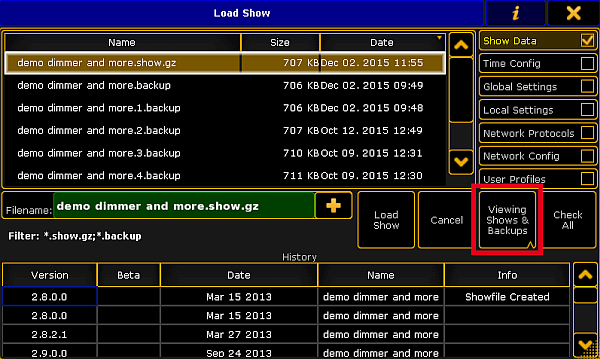 Load Show
Name Size Date
demo dimmer and more.show.gz 707 KB Dec 02. 2015 11:55
demo dimmer and more.backup 706 KB Dec 02. 2015 09:49
demo dimmer and more.1.backup 706 KB Dec 02. 2015 09:48
demo dimmer and more.2.backup 707 KB Oct 12. 2015 12:49
demo dimmer and more.3.backup 710 KB Oct 09. 2015 12:31
demo dimmer and more.4.backup 711 KB Oct 09. 2015 12:30
Show Data
Time Config
Global Settings
Local Settings
Network Protocols
Network Config
User Profiles
Filename: demo dimmer and more.show.gz
Filter: *.show.gz;*.backup
Load
Show
Cancel
Viewing
Shows &
Backups
Check
All
History
Version Beta Date Name Info
2.8.0.0 Mar 15 2013 demo dimmer and more Showfile Created
2.8.0.0 Mar 15 2013 demo dimmer and more
2.8.2.1 Mar 27 2013 demo dimmer and more
2.9.0.0 Sep 24 2013 demo dimmer and more